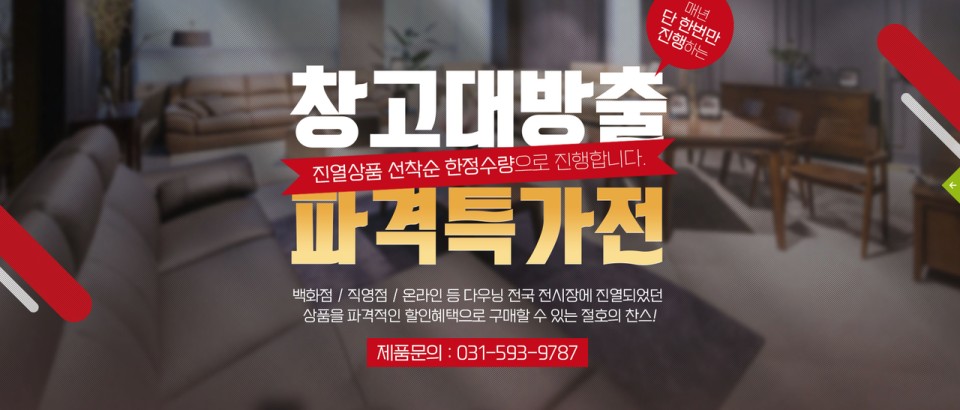 매년
단 한번만
진행하는
창고대방출
진열상품 선착순 한정수량으로 진행합니다.
파격특가전
백화점 / 직영점 / 온라인 등 다우닝 전국 전시장에 진열되었던
상품을 파격적인 할인혜택으로 구매할 수 있는 절호의 찬스!
제품문의 : 031-593-9787